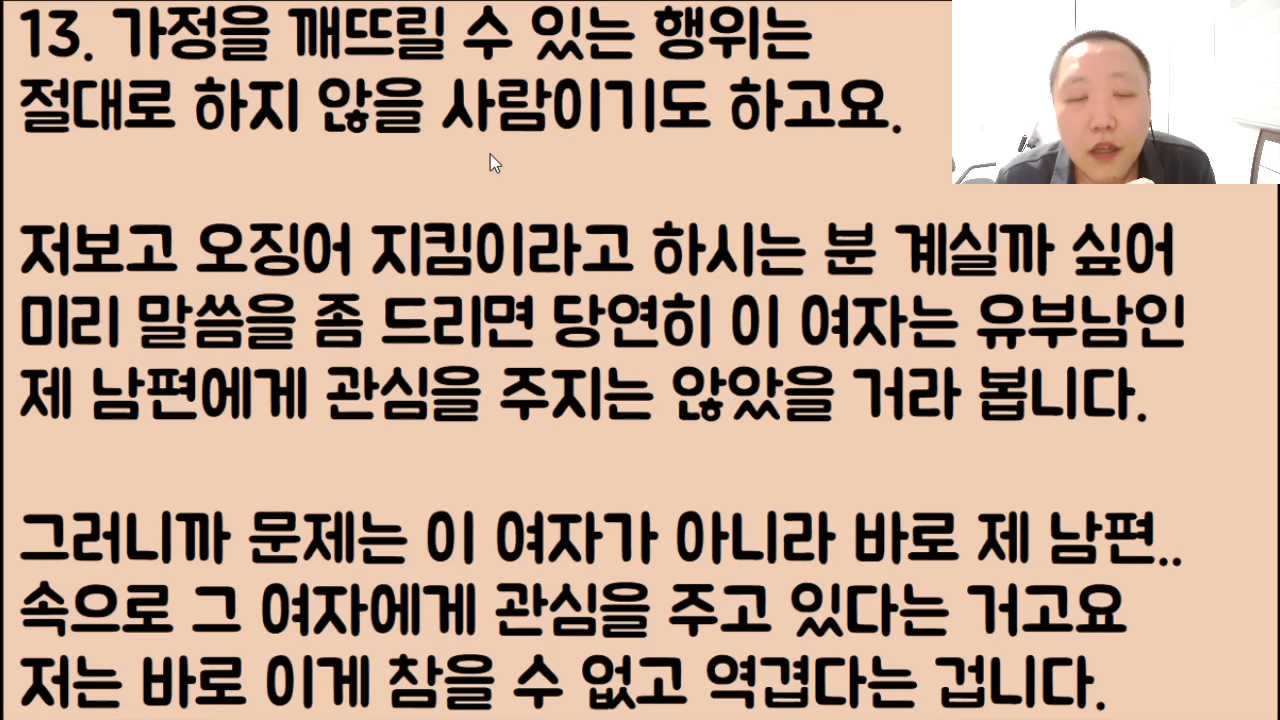 13. 가정을 깨뜨릴 수 있는 행위는
절대로 하지 않을 사람이기도 하고요.
저보고 오징어 지킴이라고 하시는 분 계실까 싶어
미리 말씀을 좀 드리면 당연히 이 여자는 유부남인
제 남편에게 관심을 주지는 않았을 거라 봅니다.
그러니까 문제는 이 여자가 아니라 바로 제 남편..
속으로 그 여자에게 관심을 주고 있다는 거고요
저는 바로 이게 참을 수 없고 역겹다는 겁니다.